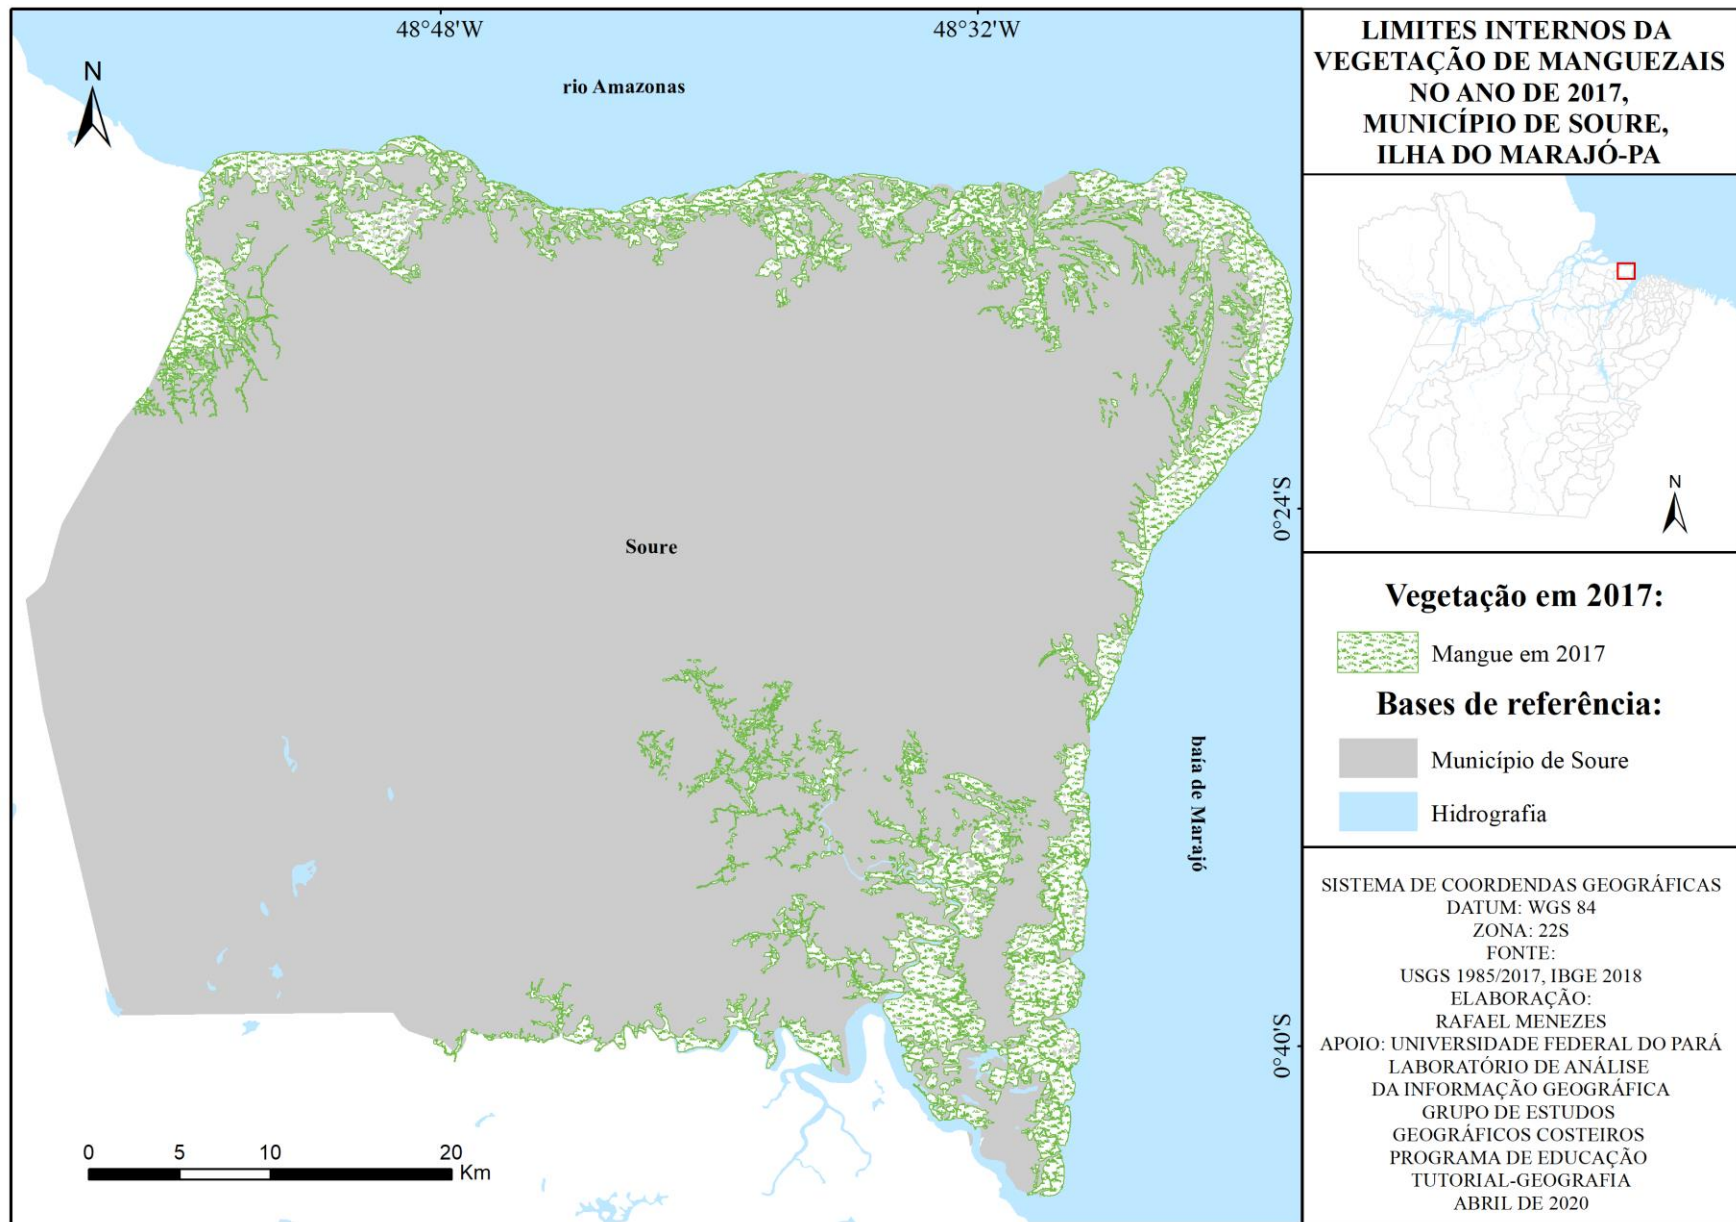 48°48'W
48°32'W
N
rio Amazonas
0°24'S
Soure
baía de Marajó
0°40'S
0
5
10
20
Km
LIMITES INTERNOS DA
VEGETAÇÃO DE MANGUEZAIS
NO ANO DE 2017,
MUNICÍPIO DE SOURE,
ILHA DO MARAJÓ-PA
N
Vegetação em 2017:
Mangue em 2017
Bases de referência:
Município de Soure
Hidrografia
SISTEMA DE COORDENDAS GEOGRÁFICAS
DATUM: WGS 84
ZONA: 22S
FONTE:
USGS 1985/2017, IBGE 2018
ELABORAÇÃO:
RAFAEL MENEZES
APOIO: UNIVERSIDADE FEDERAL DO PARÁ
LABORATÓRIO DE ANÁLISE
DA INFORMAÇÃO GEOGRÁFICA
GRUPO DE ESTUDOS
GEOGRÁFICOS COSTEIROS
PROGRAMA DE EDUCAÇÃO
TUTORIAL-GEOGRAFIA
ABRIL DE 2020